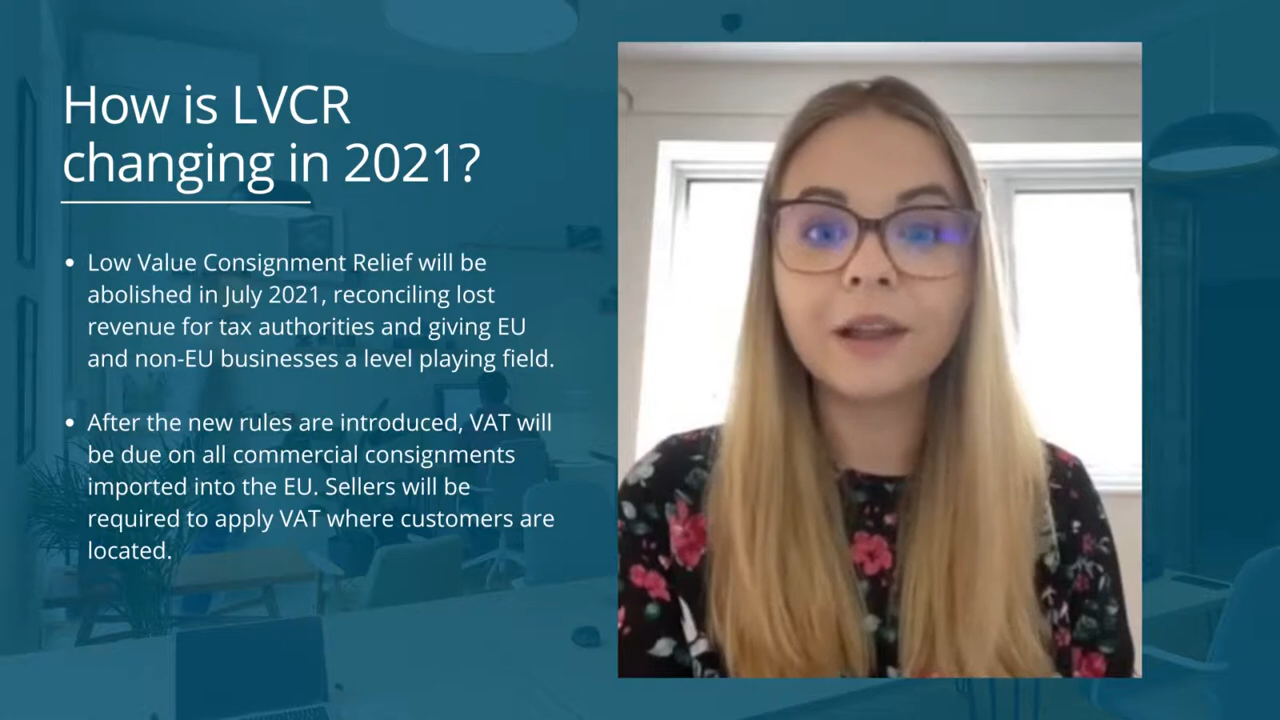 How is LVCR
changing in 2021?
• Low Value Consignment Relief will be
abolished in July 2021, reconciling lost
revenue for tax authorities and giving EU
and non-EU businesses a level playing field.
• After the new rules are introduced, VAT will
be due on all commercial consignments
imported into the EU. Sellers will be
required to apply VAT where customers are
located.